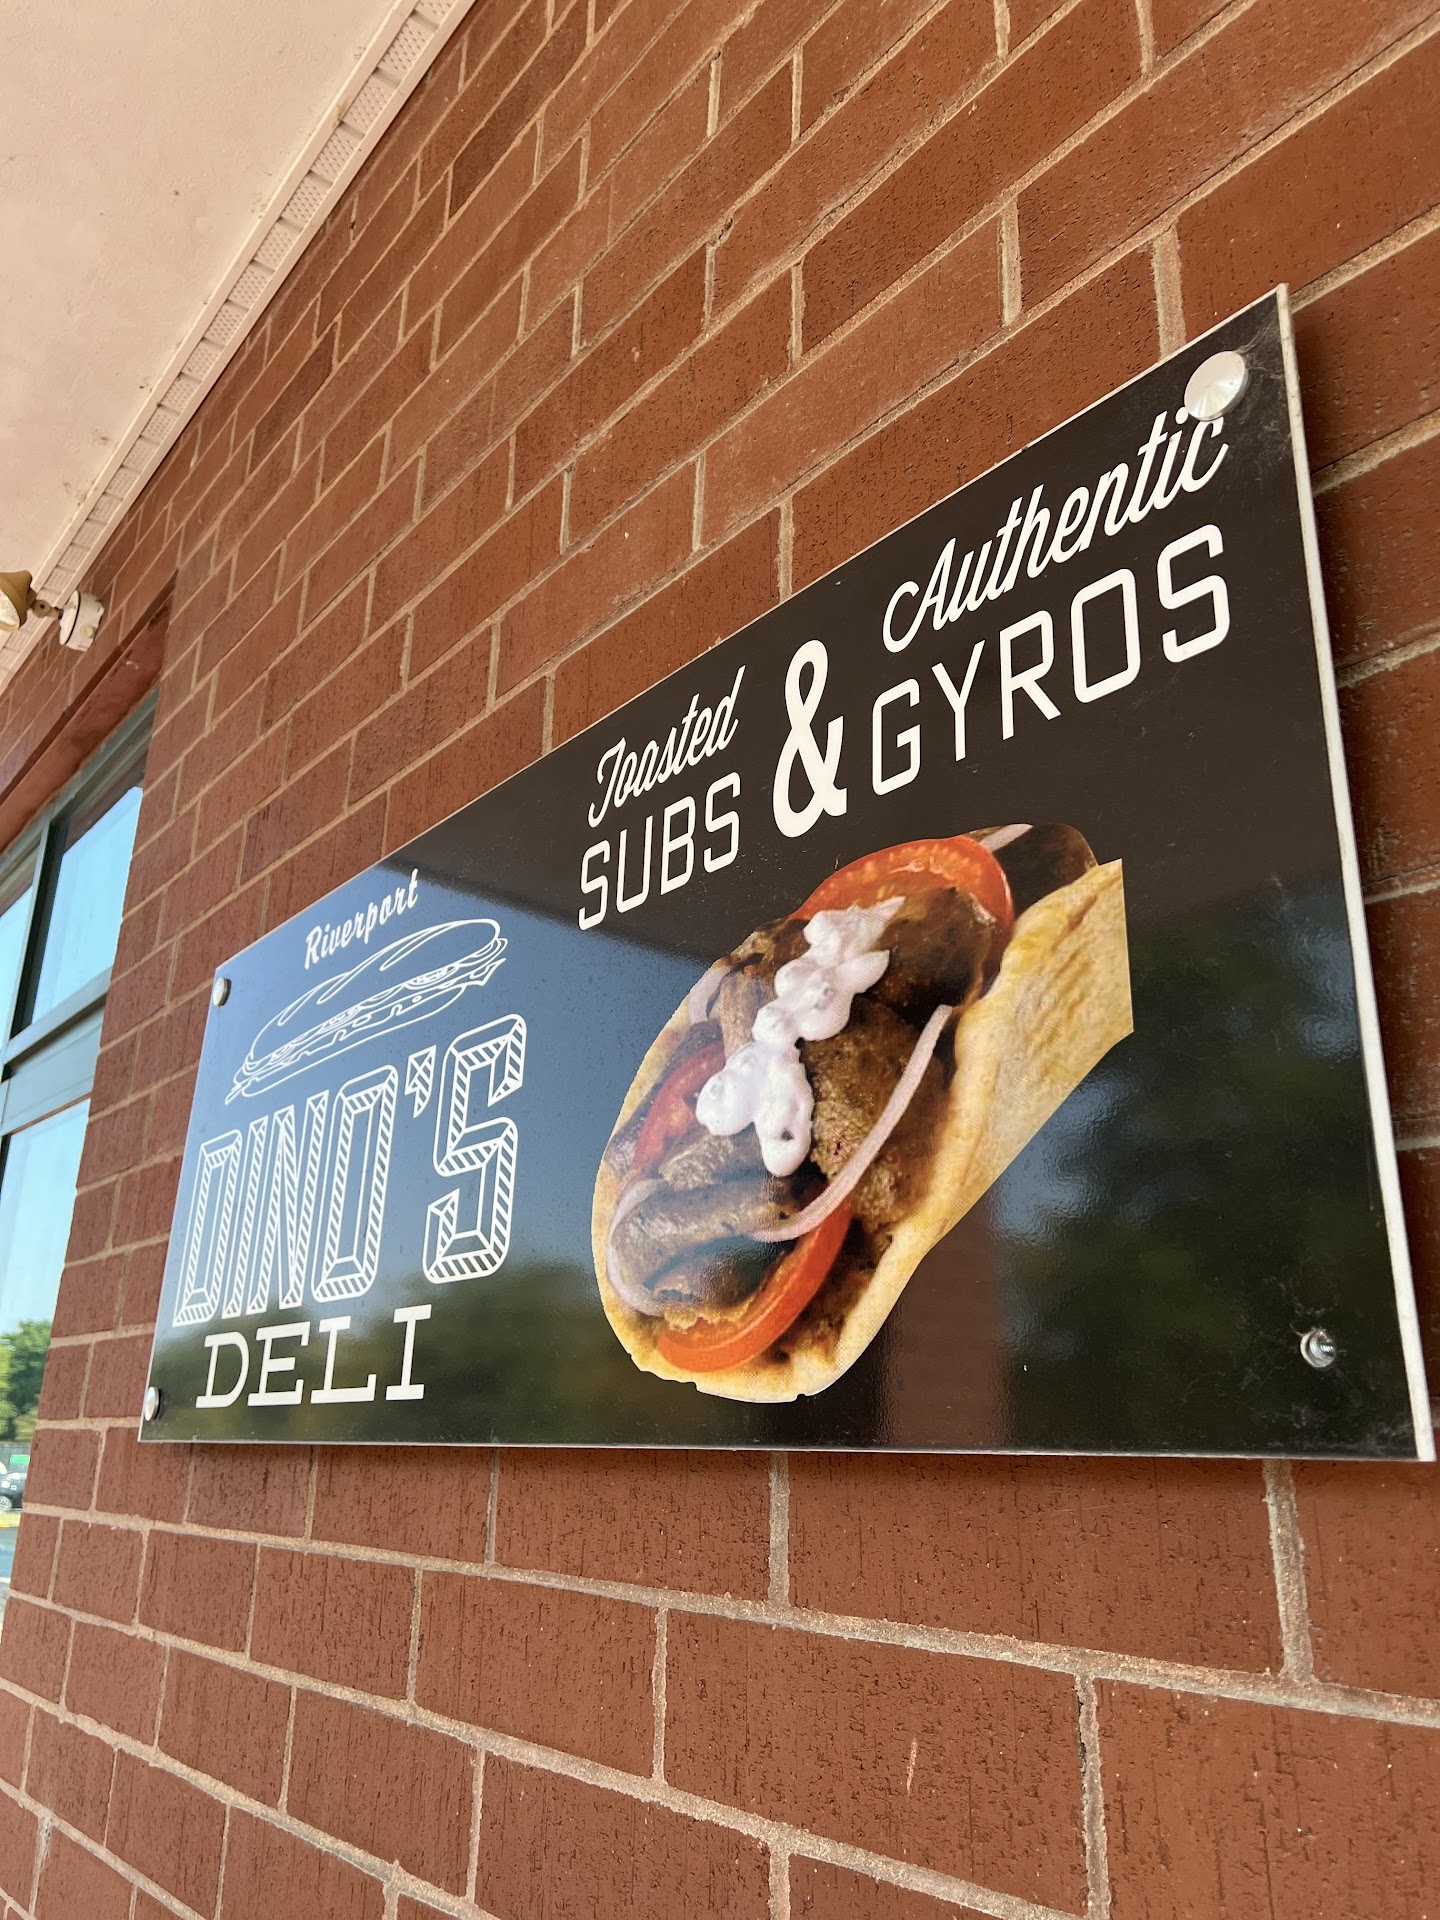 Riverport
DINO'S
DELI
Toasted
SUBS
&
Authentic
GYROS